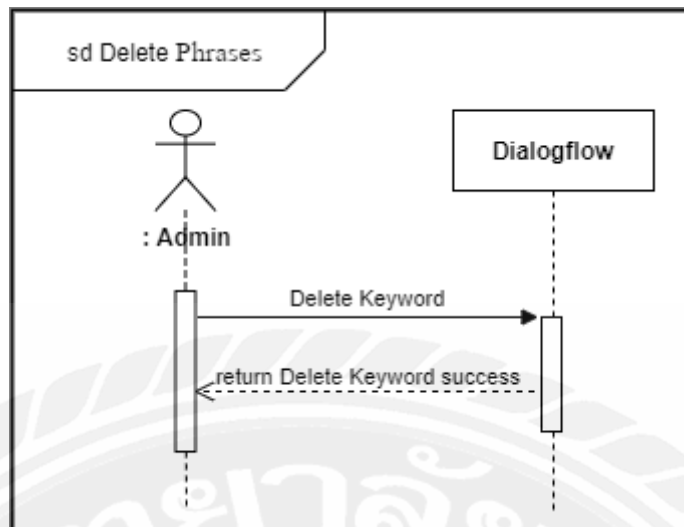 sd Delete Phrases
Dialogflow
: Admin
Delete Keyword
return Delete Keyword success